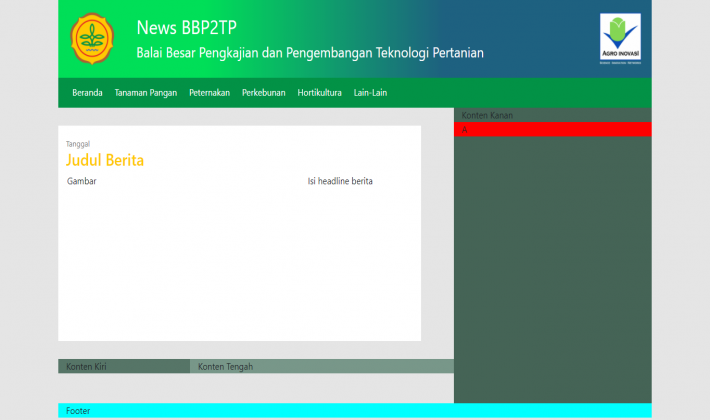 News BBP2TP
Balai Besar Pengkajian dan Pengembangan Teknologi Pertanian
AGRO INOVASI
Beranda Tanaman Pangan Peternakan Perkebunan Hortikultura Lain-Lain
Konten Kanan
A
Tanggal
Judul Berita
Gambar Isi headline berita
Konten Kiri Konten Tengah
Footer